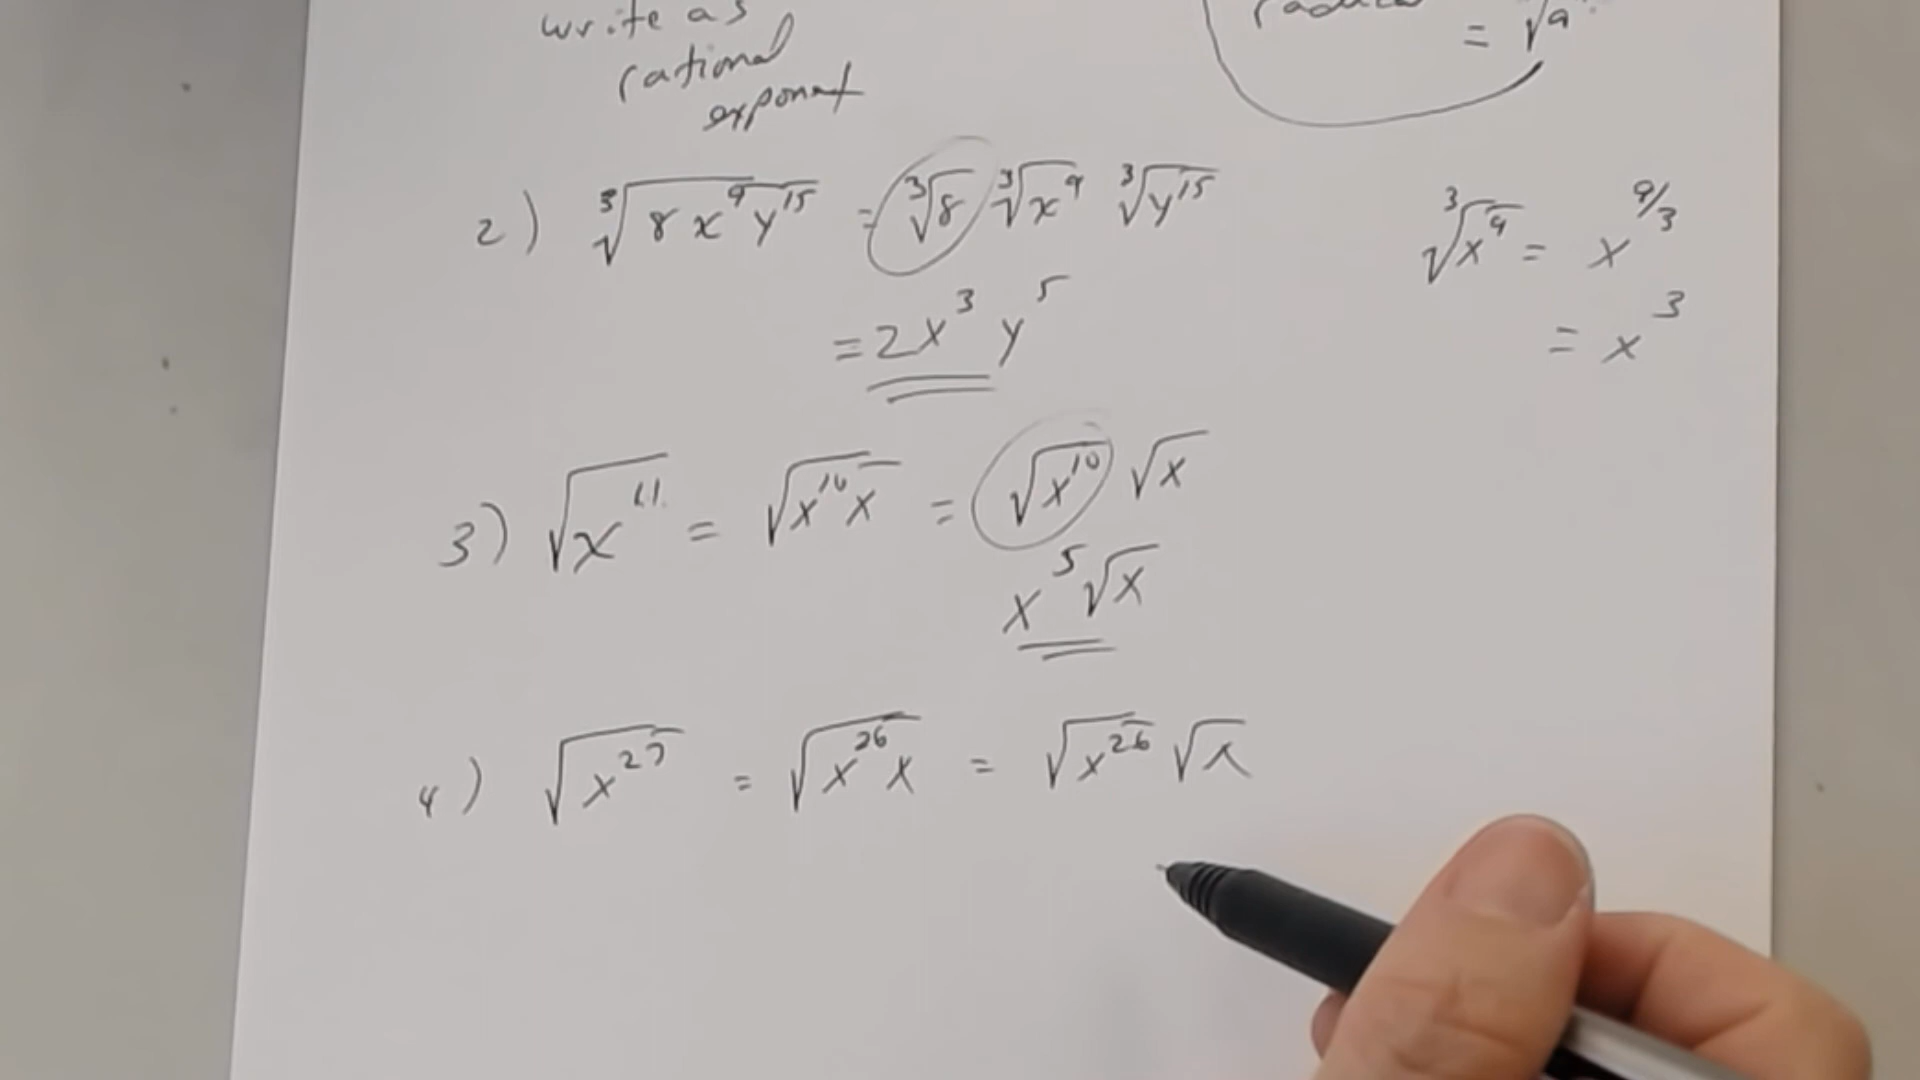 write as
rational
exponent
= √a
2) ∛(8x⁹y¹⁵) = ∛8 ∛x⁹ ∛y¹⁵
= 2x³y⁵
∛x⁹ = x^(9/3)
= x³
3) √x¹¹ = √(x¹⁰x) = √x¹⁰ √x
x⁵√x
4) √x²⁷ = √(x²⁶x) = √x²⁶ √x